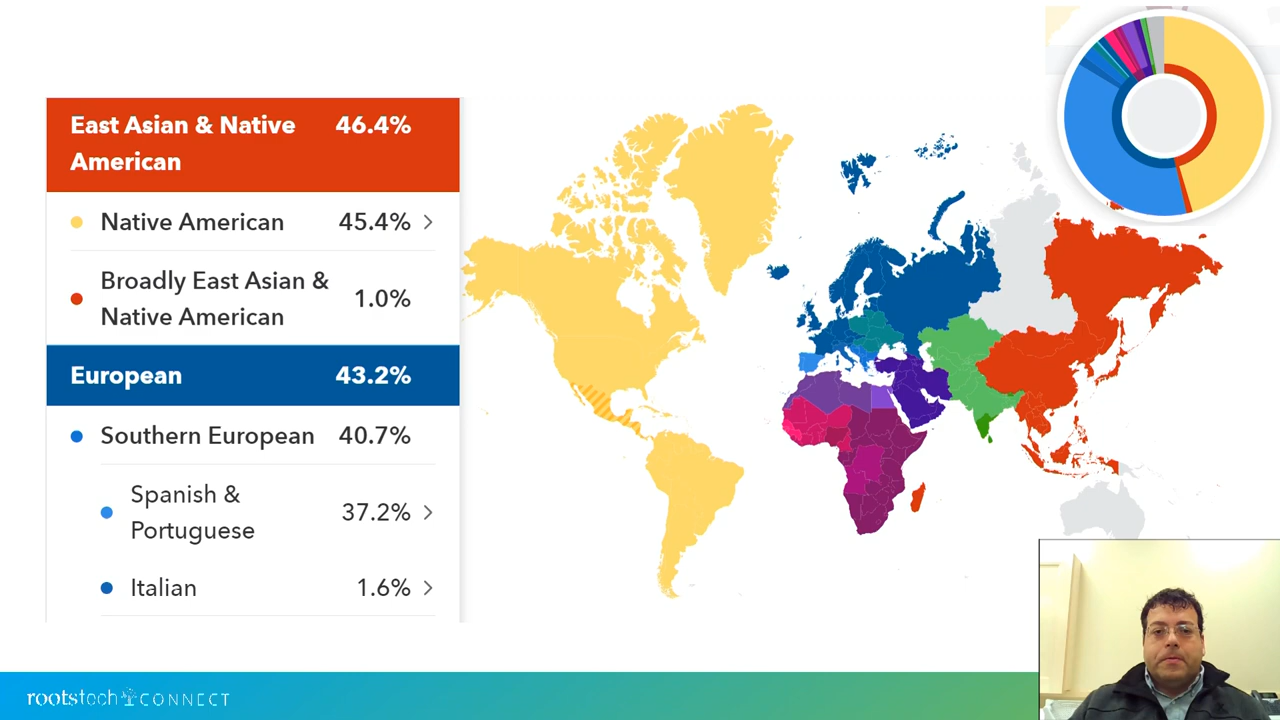 East Asian & Native 46.4%
American
Native American 45.4%
Broadly East Asian &
Native American 1.0%
European 43.2%
Southern European 40.7%
Spanish &
Portuguese 37.2%
Italian 1.6%
rootstech CONNECT